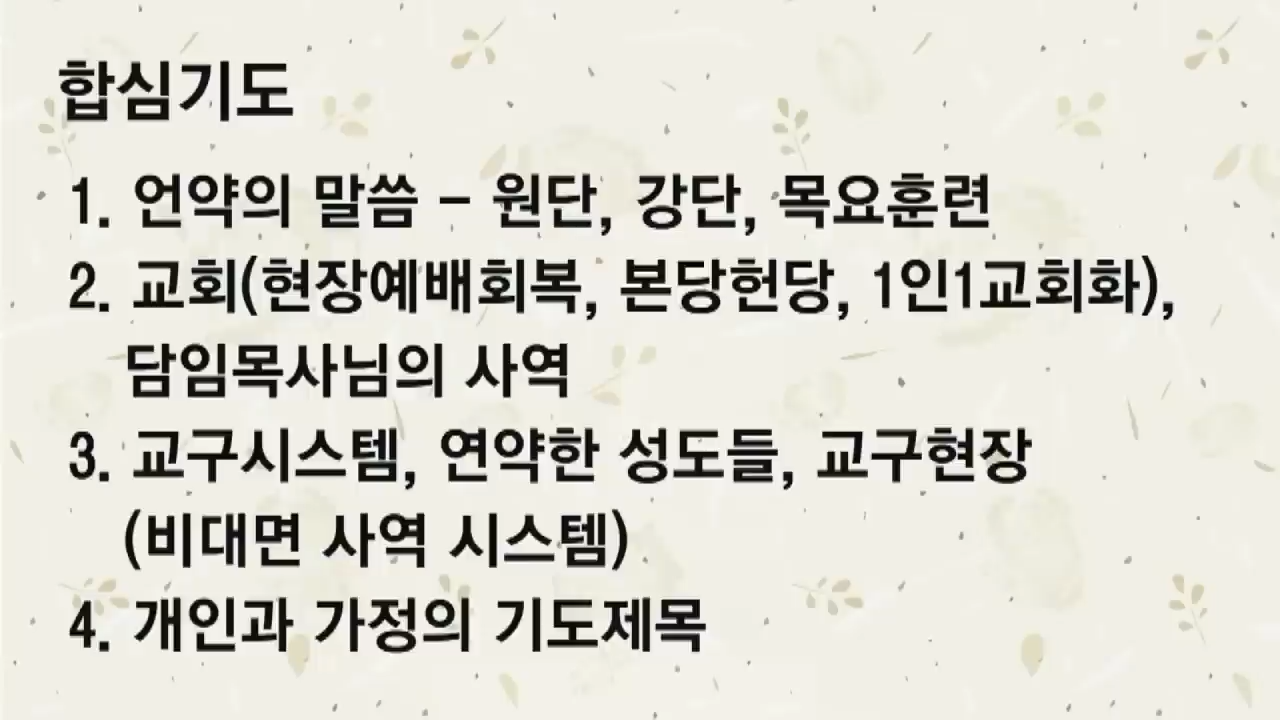 합심기도
1. 언약의 말씀 - 원단, 강단, 목요훈련
2. 교회(현장예배회복, 본당헌당, 1인1교회화),
담임목사님의 사역
3. 교구시스템, 연약한 성도들, 교구현장
(비대면 사역 시스템)
4. 개인과 가정의 기도제목